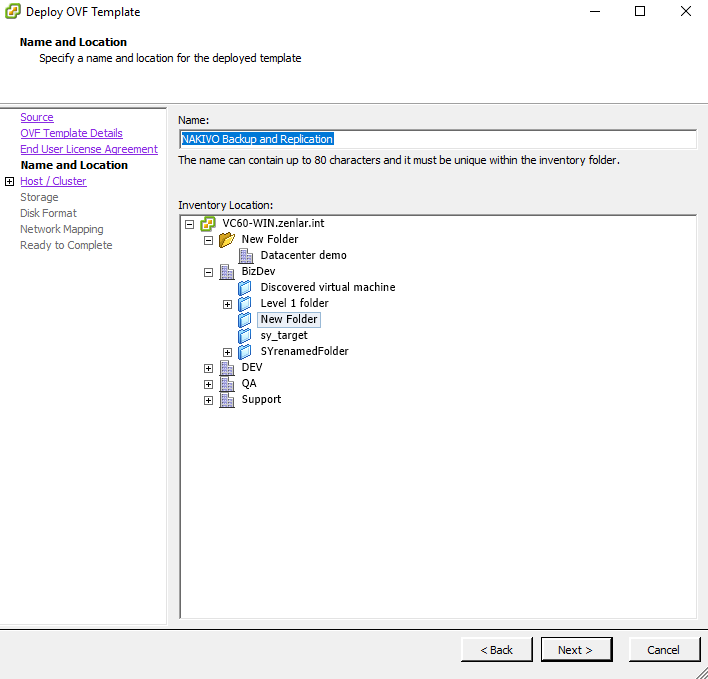 Deploy OVF Template
Name and Location
Specify a name and location for the deployed template
Source
OVF Template Details
End User License Agreement
Name and Location
Host / Cluster
Storage
Disk Format
Network Mapping
Ready to Complete
Name:
NAKIVO Backup and Replication
The name can contain up to 80 characters and it must be unique within the inventory folder.
Inventory Location:
VC60-WIN.zenlar.int
New Folder
Datacenter demo
BizDev
Discovered virtual machine
Level 1 folder
New Folder
sy_target
SYrenamedFolder
DEV
QA
Support
< Back
Next >
Cancel